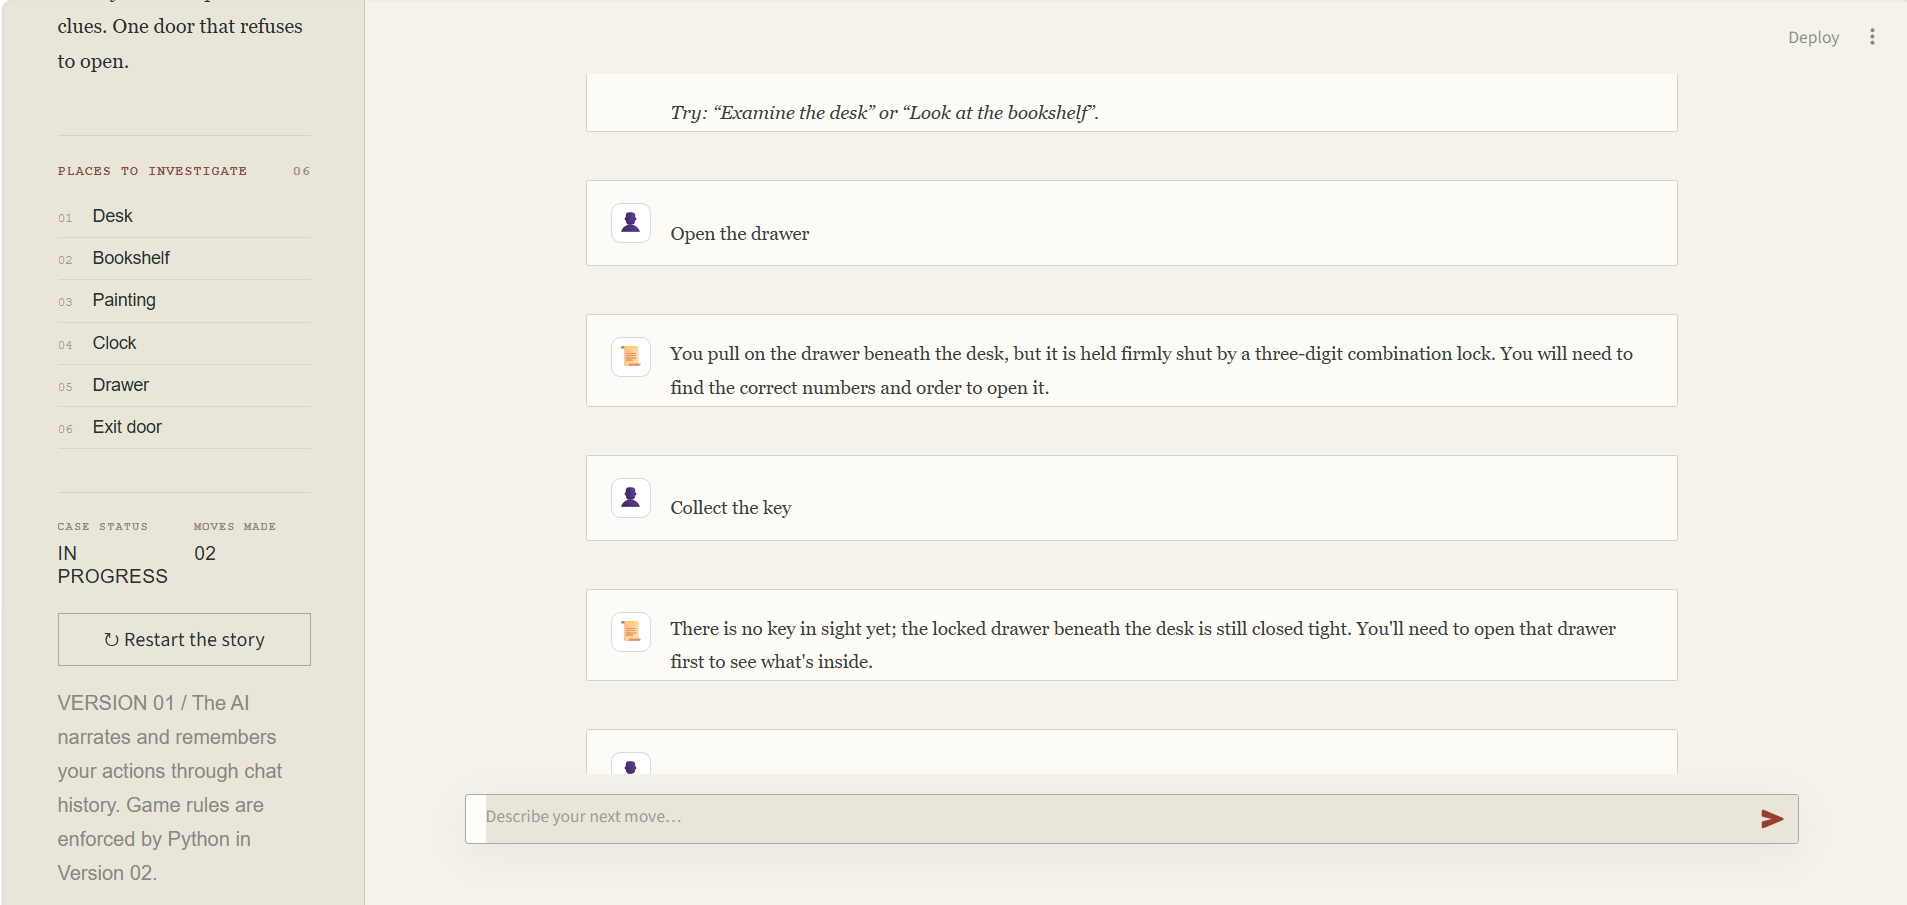 clues. One door that refuses
to open.
PLACES TO INVESTIGATE 06
01 Desk
02 Bookshelf
03 Painting
04 Clock
05 Drawer
06 Exit door
CASE STATUS
IN
PROGRESS
MOVES MADE
02
↻ Restart the story
VERSION 01 / The AI
narrates and remembers
your actions through chat
history. Game rules are
enforced by Python in
Version 02.
Deploy
Try: “Examine the desk” or “Look at the bookshelf”.
Open the drawer
You pull on the drawer beneath the desk, but it is held firmly shut by a three-digit combination lock. You will need to
find the correct numbers and order to open it.
Collect the key
There is no key in sight yet; the locked drawer beneath the desk is still closed tight. You'll need to open that drawer
first to see what's inside.
Describe your next move...